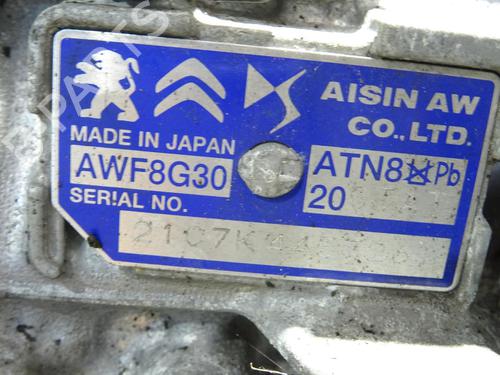 AISIN AW
CO., LTD.
MADE IN JAPAN
AWF8G30
ATN8 Pb
20
SERIAL NO.